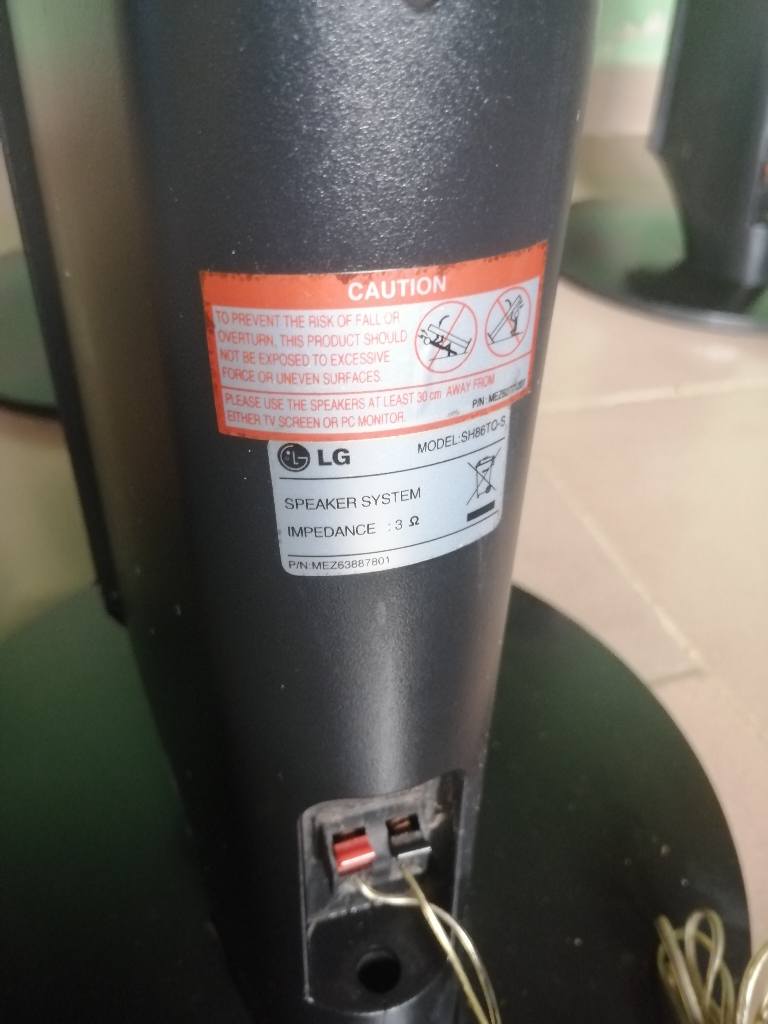 CAUTION
TO PREVENT THE RISK OF FALL OR
OVERTURN, THIS PRODUCT SHOULD
NOT BE EXPOSED TO EXCESSIVE
FORCE OR UNEVEN SURFACES.
PLEASE USE THE SPEAKERS AT LEAST 30 cm AWAY FROM
EITHER TV SCREEN OR PC MONITOR.
P/N:
LG
MODEL:SH86TO-S
SPEAKER SYSTEM
IMPEDANCE : 3 Ω
P/N:MEZ63887801